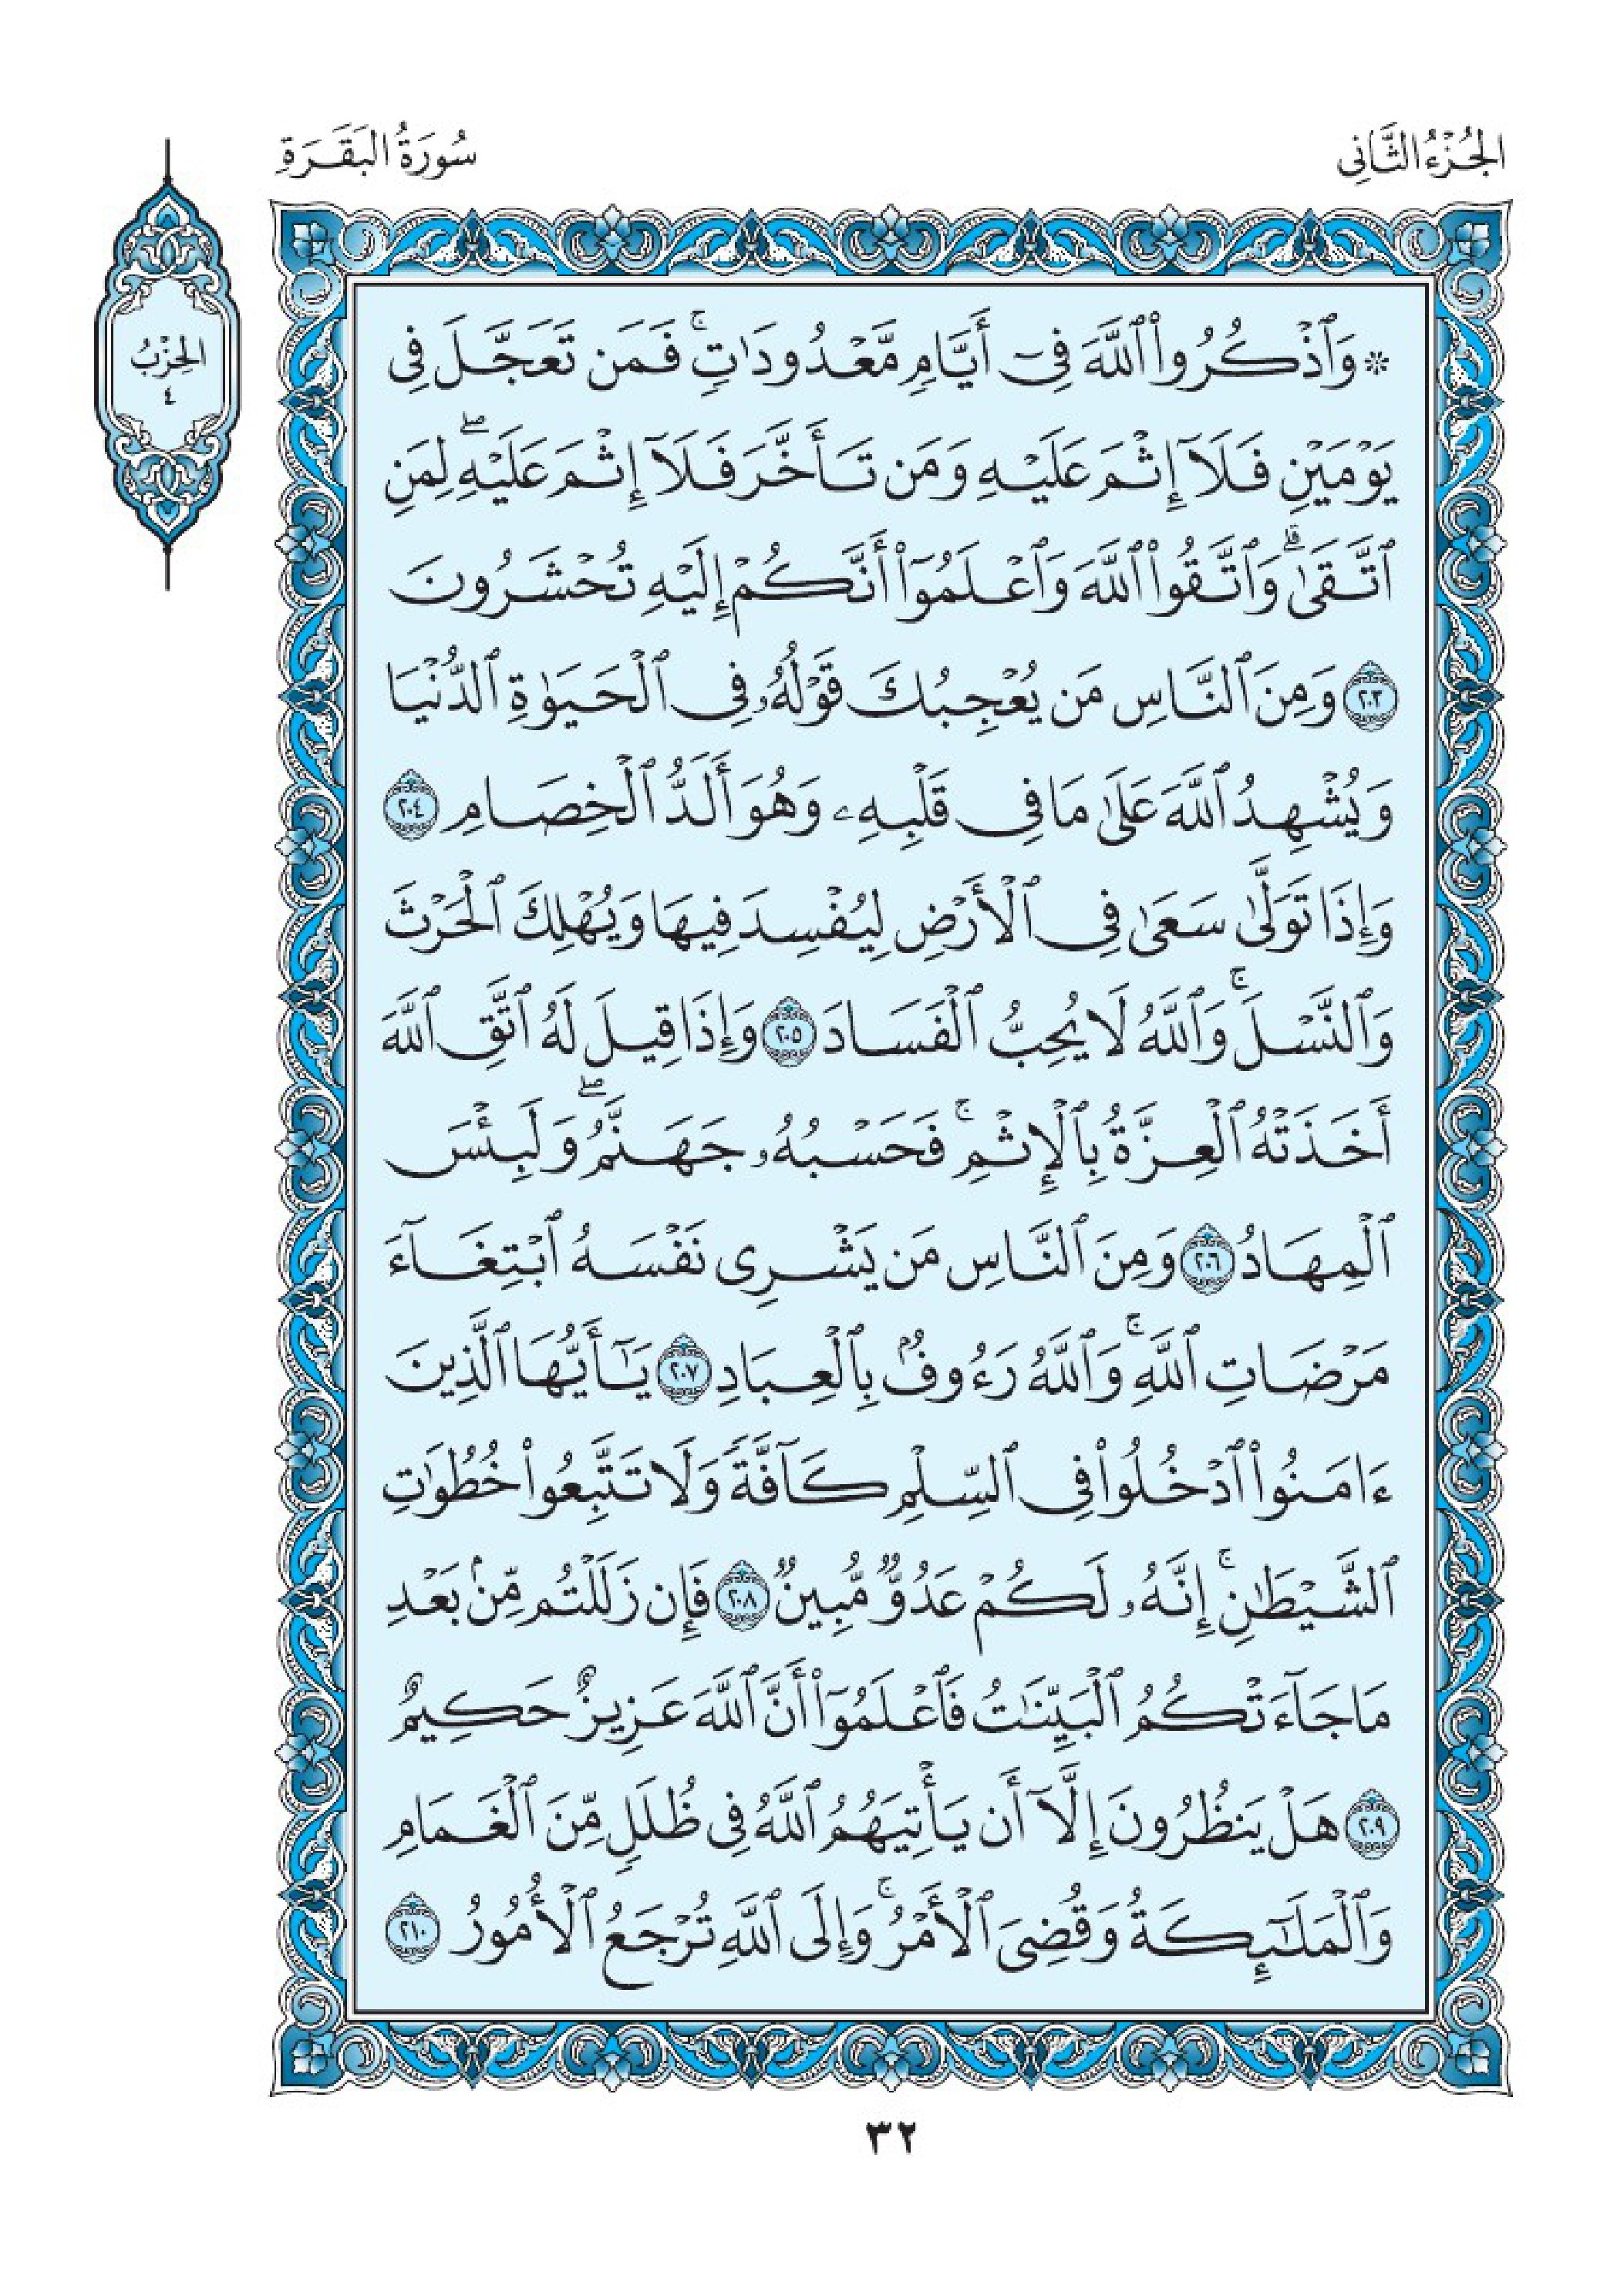 الجُزْءُ الثَّانِي
سُورَةُ البَقَرَةِ
الحِزْبُ
٤
۞ وَٱذۡكُرُواْ ٱللَّهَ فِيٓ أَيَّامٖ مَّعۡدُودَٰتٖۚ فَمَن تَعَجَّلَ فِي
يَوۡمَيۡنِ فَلَآ إِثۡمَ عَلَيۡهِ وَمَن تَأَخَّرَ فَلَآ إِثۡمَ عَلَيۡهِۖ لِمَنِ
ٱتَّقَىٰۗ وَٱتَّقُواْ ٱللَّهَ وَٱعۡلَمُوٓاْ أَنَّكُمۡ إِلَيۡهِ تُحۡشَرُونَ
٢٠٣ وَمِنَ ٱلنَّاسِ مَن يُعۡجِبُكَ قَوۡلُهُۥ فِي ٱلۡحَيَوٰةِ ٱلدُّنۡيَا
وَيُشۡهِدُ ٱللَّهَ عَلَىٰ مَا فِي قَلۡبِهِۦ وَهُوَ أَلَدُّ ٱلۡخِصَامِ ٢٠٤
وَإِذَا تَوَلَّىٰ سَعَىٰ فِي ٱلۡأَرۡضِ لِيُفۡسِدَ فِيهَا وَيُهۡلِكَ ٱلۡحَرۡثَ
وَٱلنَّسۡلَۚ وَٱللَّهُ لَا يُحِبُّ ٱلۡفَسَادَ ٢٠٥ وَإِذَا قِيلَ لَهُ ٱتَّقِ ٱللَّهَ
أَخَذَتۡهُ ٱلۡعِزَّةُ بِٱلۡإِثۡمِۚ فَحَسۡبُهُۥ جَهَنَّمُۖ وَلَبِئۡسَ
ٱلۡمِهَادُ ٢٠٦ وَمِنَ ٱلنَّاسِ مَن يَشۡرِي نَفۡسَهُ ٱبۡتِغَآءَ
مَرۡضَاتِ ٱللَّهِۚ وَٱللَّهُ رَءُوفُۢ بِٱلۡعِبَادِ ٢٠٧ يَٰٓأَيُّهَا ٱلَّذِينَ
ءَامَنُواْ ٱدۡخُلُواْ فِي ٱلسِّلۡمِ كَآفَّةٗ وَلَا تَتَّبِعُواْ خُطُوَٰتِ
ٱلشَّيۡطَٰنِۚ إِنَّهُۥ لَكُمۡ عَدُوّٞ مُّبِينٞ ٢٠٨ فَإِن زَلَلۡتُم مِّنۢ بَعۡدِ
مَا جَآءَتۡكُمُ ٱلۡبَيِّنَٰتُ فَٱعۡلَمُوٓاْ أَنَّ ٱللَّهَ عَزِيزٌ حَكِيمٌ
٢٠٩ هَلۡ يَنظُرُونَ إِلَّآ أَن يَأۡتِيَهُمُ ٱللَّهُ فِي ظُلَلٖ مِّنَ ٱلۡغَمَامِ
وَٱلۡمَلَٰٓئِكَةُ وَقُضِيَ ٱلۡأَمۡرُۚ وَإِلَى ٱللَّهِ تُرۡجَعُ ٱلۡأُمُورُ ٢١٠
٣٢